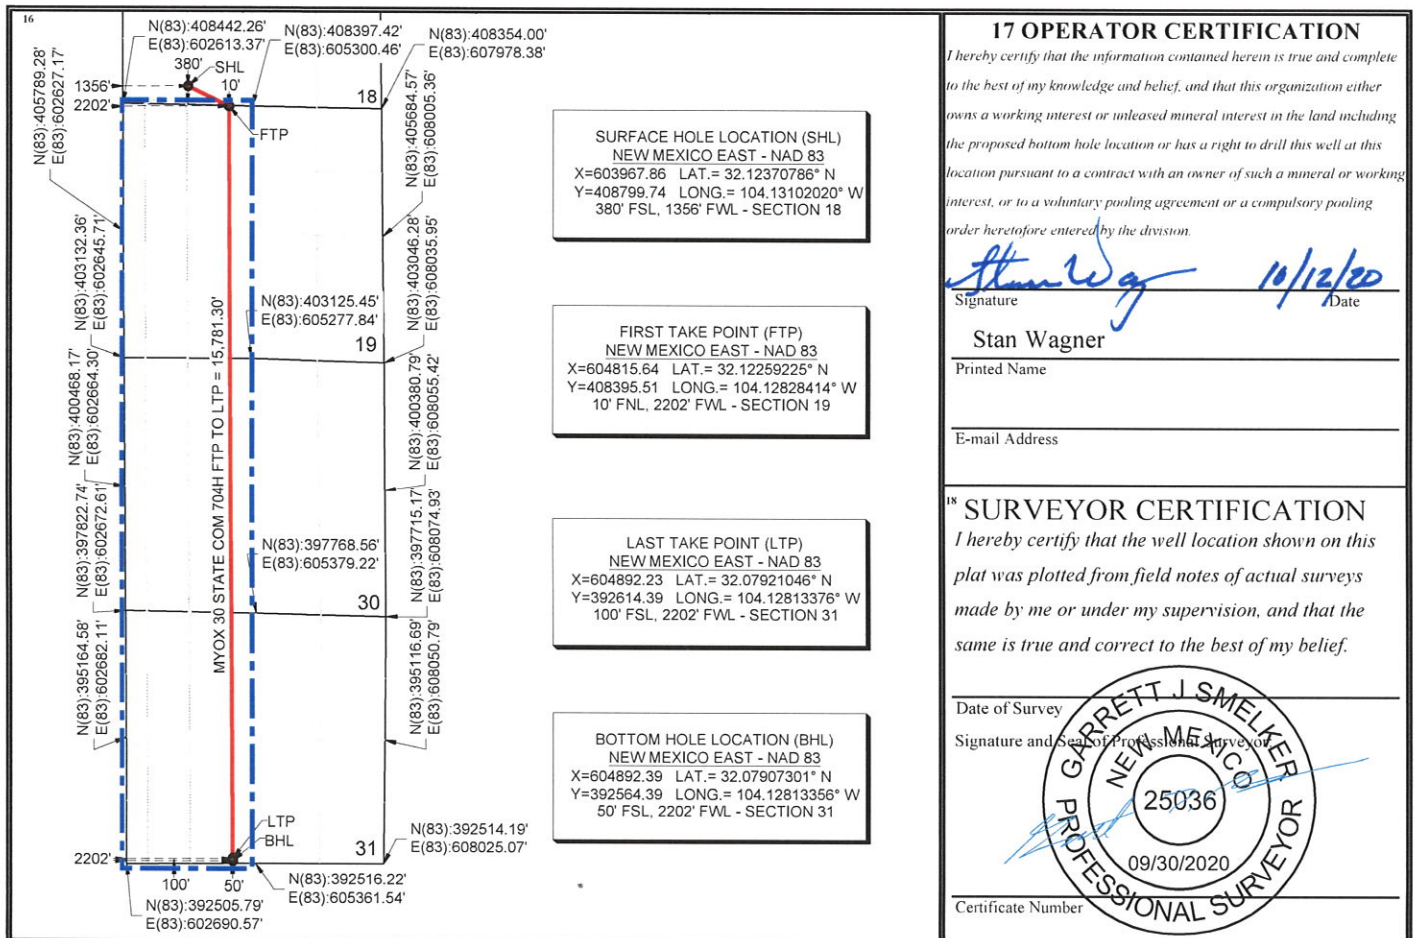 16
N(83):408442.26'
E(83):602613.37'
N(83):408397.42'
E(83):605300.46'
N(83):408354.00'
E(83):607978.38'
N(83):405789.28'
E(83):602627.17'
380'
SHL
1356'
10'
2202'
18
FTP
N(83):405684.57'
E(83):608005.36'
N(83):403132.36'
E(83):602645.71'
N(83):403125.45'
E(83):605277.84'
N(83):403046.28'
E(83):608035.95'
19
N(83):400468.17'
E(83):602664.30'
MYOX 30 STATE COM 704H FTP TO LTP = 15,781.30'
N(83):400380.79'
E(83):608055.42'
N(83):397822.74'
E(83):602672.61'
N(83):397768.56'
E(83):605379.22'
N(83):397715.17'
E(83):608074.93'
30
N(83):395164.58'
E(83):602682.11'
N(83):395116.69'
E(83):608050.79'
LTP
BHL
31
2202'
100'
50'
N(83):392514.19'
E(83):608025.07'
N(83):392516.22'
E(83):605361.54'
N(83):392505.79'
E(83):602690.57'
SURFACE HOLE LOCATION (SHL)
NEW MEXICO EAST - NAD 83
X=603967.86 LAT.= 32.12370786° N
Y=408799.74 LONG.= 104.13102020° W
380' FSL, 1356' FWL - SECTION 18
FIRST TAKE POINT (FTP)
NEW MEXICO EAST - NAD 83
X=604815.64 LAT.= 32.12259225° N
Y=408395.51 LONG.= 104.12828414° W
10' FNL, 2202' FWL - SECTION 19
LAST TAKE POINT (LTP)
NEW MEXICO EAST - NAD 83
X=604892.23 LAT.= 32.07921046° N
Y=392614.39 LONG.= 104.12813376° W
100' FSL, 2202' FWL - SECTION 31
BOTTOM HOLE LOCATION (BHL)
NEW MEXICO EAST - NAD 83
X=604892.39 LAT.= 32.07907301° N
Y=392564.39 LONG.= 104.12813356° W
50' FSL, 2202' FWL - SECTION 31
17 OPERATOR CERTIFICATION
I hereby certify that the information contained herein is true and complete
to the best of my knowledge and belief, and that this organization either
owns a working interest or unleased mineral interest in the land including
the proposed bottom hole location or has a right to drill this well at this
location pursuant to a contract with an owner of such a mineral or working
interest, or to a voluntary pooling agreement or a compulsory pooling
order heretofore entered by the division.
Stan Wag 10/12/20
Signature Date
Stan Wagner
Printed Name
E-mail Address
18 SURVEYOR CERTIFICATION
I hereby certify that the well location shown on this
plat was plotted from field notes of actual surveys
made by me or under my supervision, and that the
same is true and correct to the best of my belief.
Date of Survey
Signature and Seal of Professional Surveyor:
GARRETT J SMELKER
NEW MEXICO
25036
09/30/2020
PROFESSIONAL SURVEYOR
Certificate Number